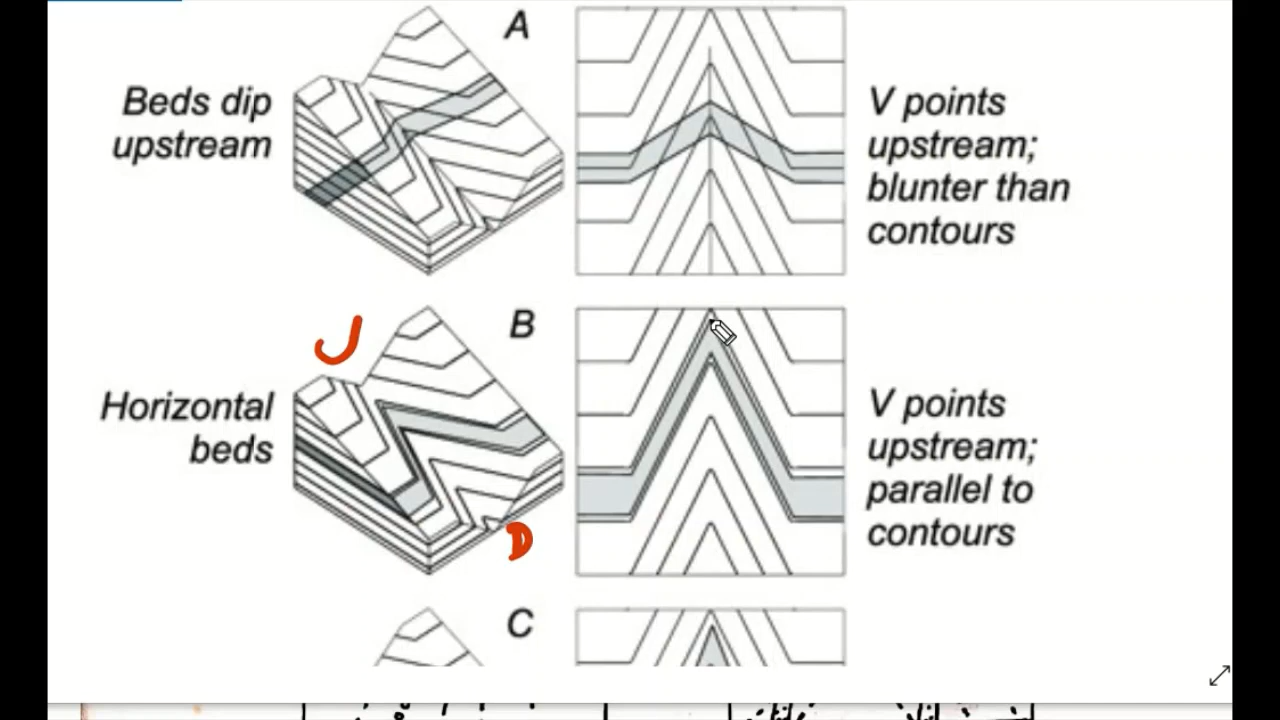 A
Beds dip
upstream
V points
upstream;
blunter than
contours
B
J
Horizontal
beds
V points
upstream;
parallel to
contours
D
C